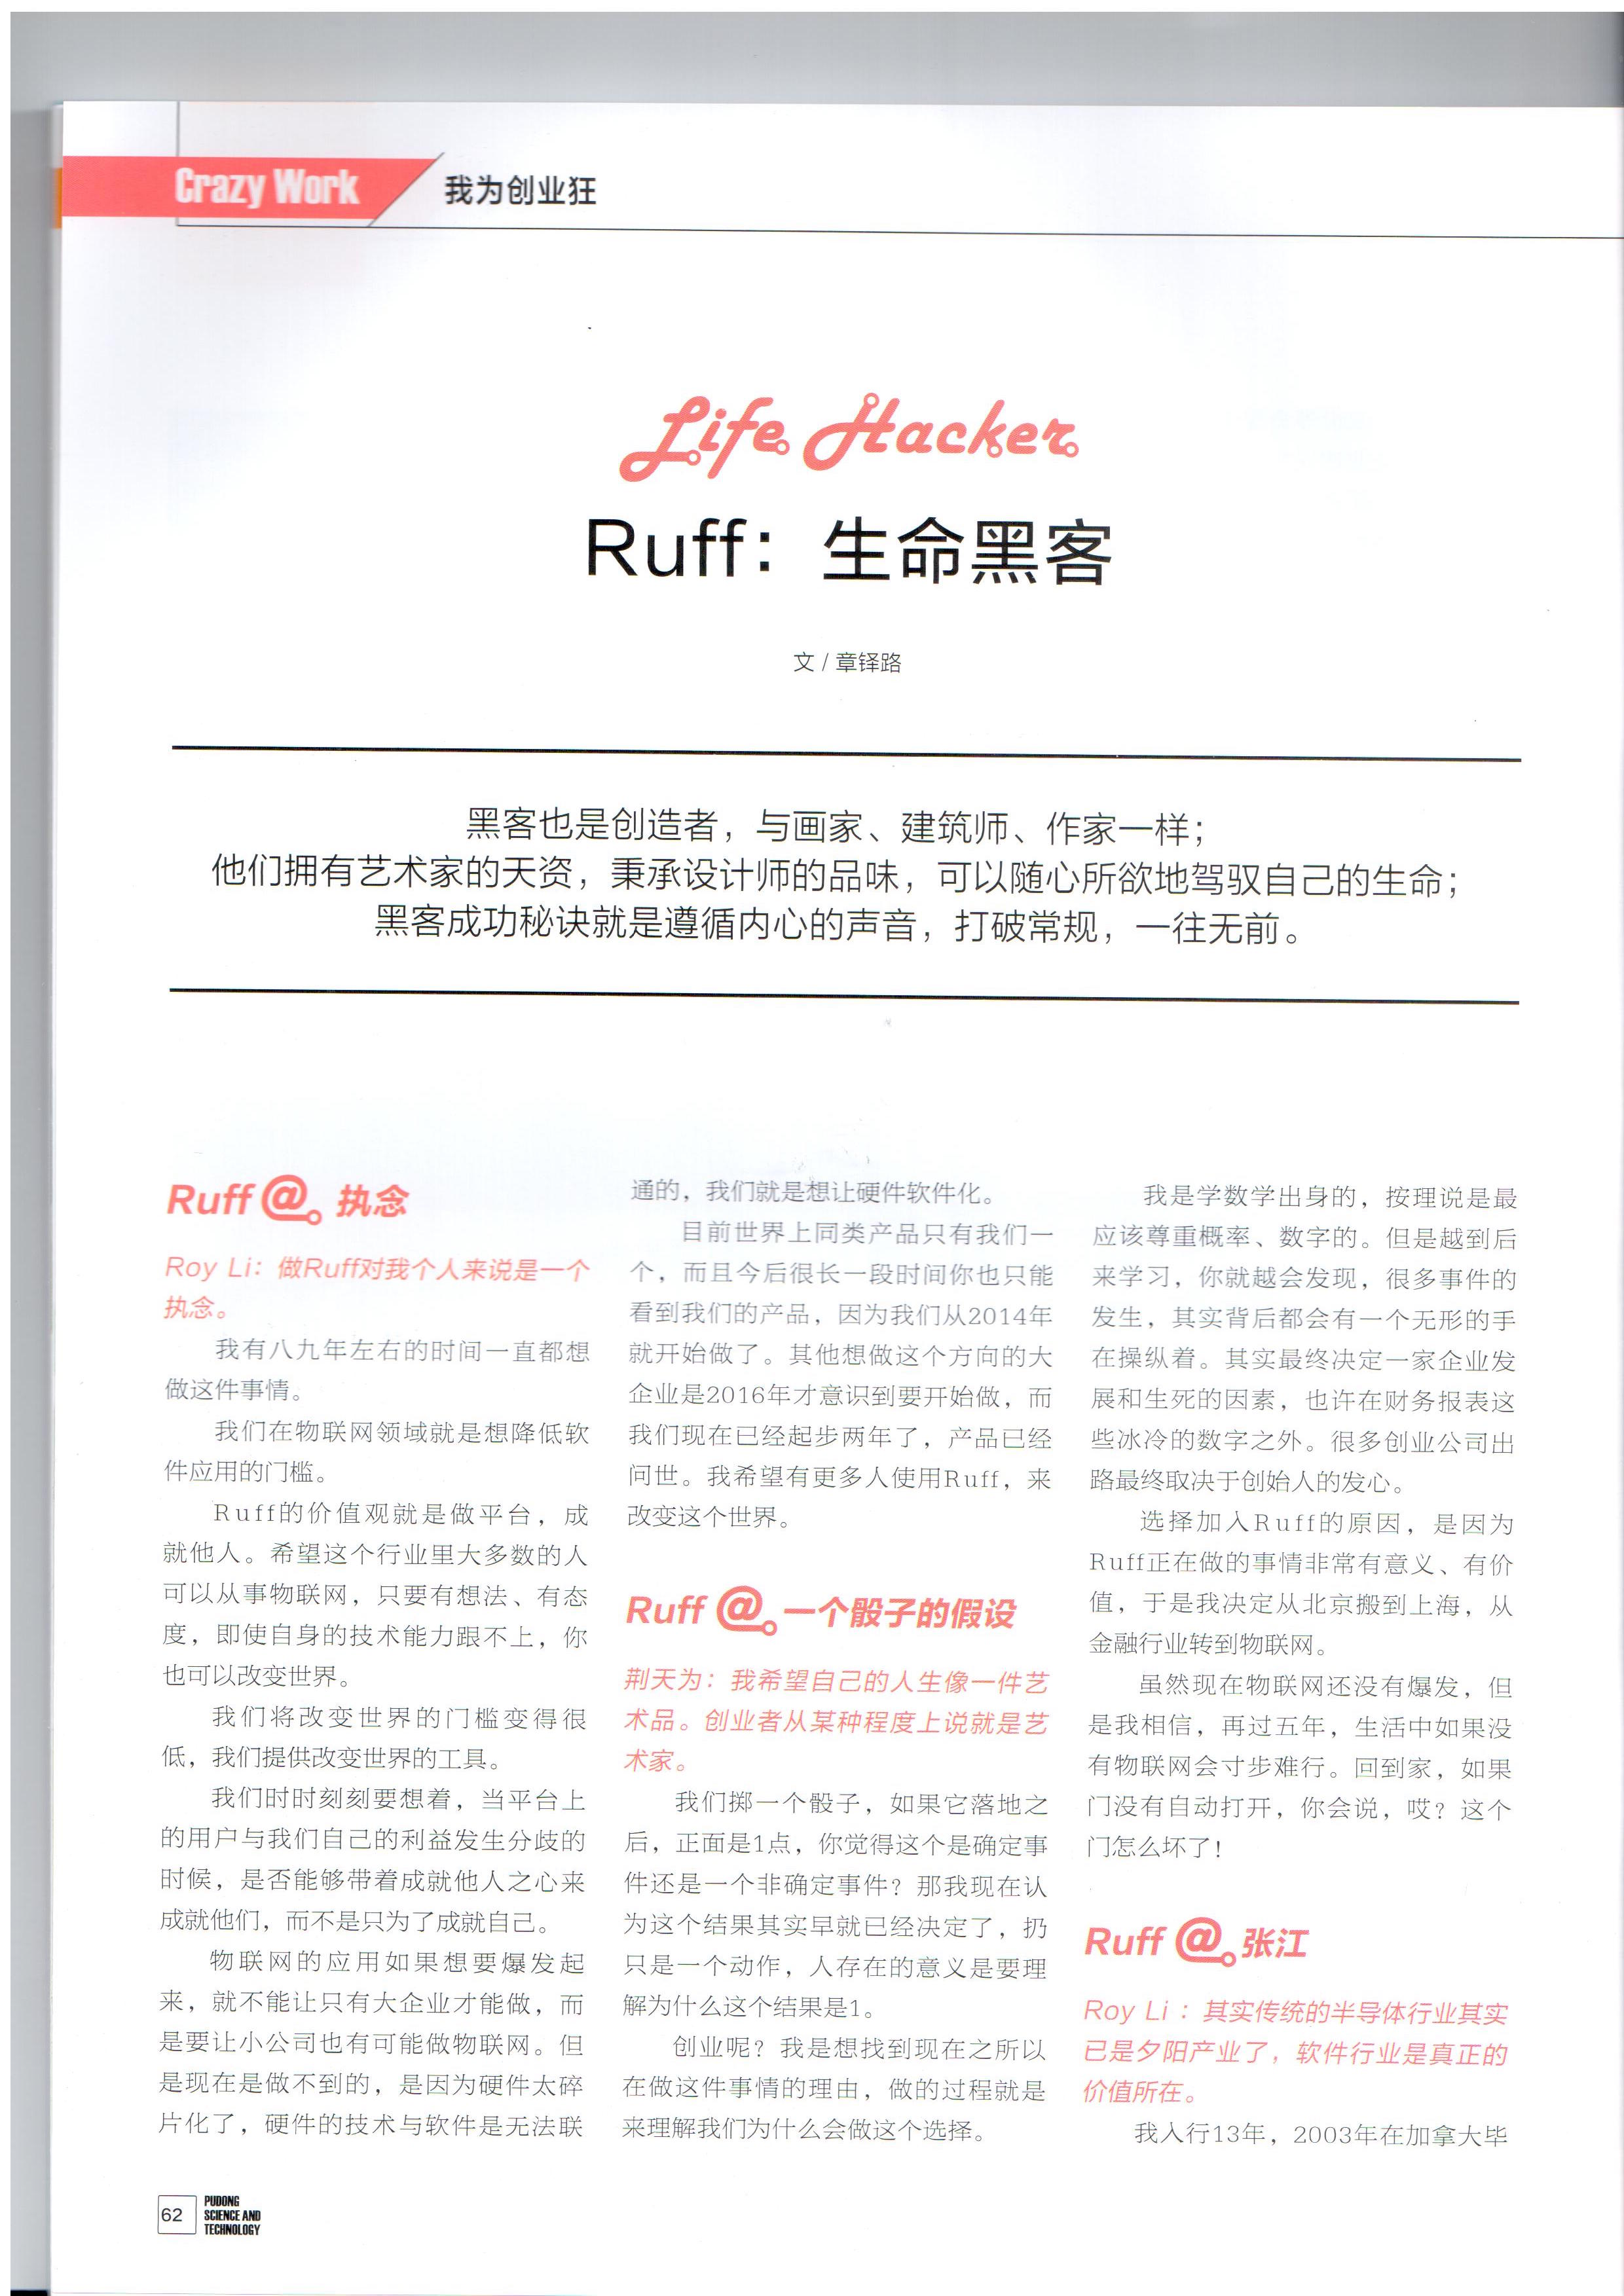 Crazy Work
我为创业狂
Life Hacker
Ruff：生命黑客
文 / 章铎路
黑客也是创造者，与画家、建筑师、作家一样；
他们拥有艺术家的天资，秉承设计师的品味，可以随心所欲地驾驭自己的生命；
黑客成功秘诀就是遵循内心的声音，打破常规，一往无前。
Ruff @ 执念
Roy Li：做Ruff对我个人来说是一个
执念。
我有八九年左右的时间一直都想
做这件事情。
我们在物联网领域就是想降低软
件应用的门槛。
Ruff的价值观就是做平台，成
就他人。希望这个行业里大多数的人
可以从事物联网，只要有想法、有态
度，即使自身的技术能力跟不上，你
也可以改变世界。
我们将改变世界的门槛变得很
低，我们提供改变世界的工具。
我们时时刻刻要想着，当平台上
的用户与我们自己的利益发生分歧的
时候，是否能够带着成就他人之心来
成就他们，而不是只为了成就自己。
物联网的应用如果想要爆发起
来，就不能让只有大企业才能做，而
是要让小公司也有可能做物联网。但
是现在是做不到的，是因为硬件太碎
片化了，硬件的技术与软件是无法联
通的，我们就是想让硬件软件化。
目前世界上同类产品只有我们一
个，而且今后很长一段时间你也只能
看到我们的产品，因为我们从2014年
就开始做了。其他想做这个方向的大
企业是2016年才意识到要开始做，而
我们现在已经起步两年了，产品已经
问世。我希望有更多人使用Ruff，来
改变这个世界。
Ruff @ 一个骰子的假设
荆天为：我希望自己的人生像一件艺
术品。创业者从某种程度上说就是艺
术家。
我们掷一个骰子，如果它落地之
后，正面是1点，你觉得这个是确定事
件还是一个非确定事件？那我现在认
为这个结果其实早就已经决定了，扔
只是一个动作，人存在的意义是要理
解为什么这个结果是1。
创业呢？我是想找到现在之所以
在做这件事情的理由，做的过程就是
来理解我们为什么会做这个选择。
我是学数学出身的，按理说是最
应该尊重概率、数字的。但是越到后
来学习，你就越会发现，很多事件的
发生，其实背后都会有一个无形的手
在操纵着。其实最终决定一家企业发
展和生死的因素，也许在财务报表这
些冰冷的数字之外。很多创业公司出
路最终取决于创始人的发心。
选择加入Ruff的原因，是因为
Ruff正在做的事情非常有意义、有价
值，于是我决定从北京搬到上海，从
金融行业转到物联网。
虽然现在物联网还没有爆发，但
是我相信，再过五年，生活中如果没
有物联网会寸步难行。回到家，如果
门没有自动打开，你会说，哎？这个
门怎么坏了！
Ruff @ 张江
Roy Li ：其实传统的半导体行业其实
已是夕阳产业了，软件行业是真正的
价值所在。
我入行13年，2003年在加拿大毕
62
PUDONG
SCIENCE AND
TECHNOLOGY